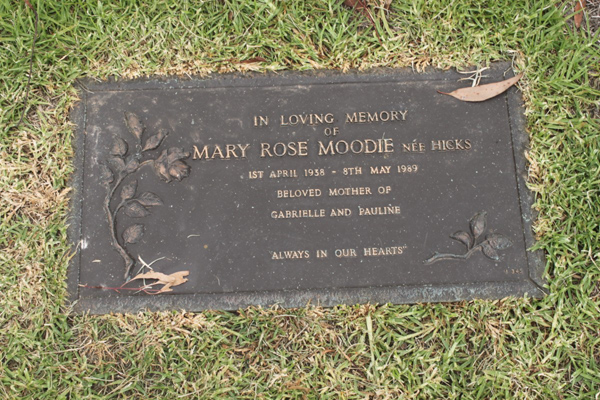 IN LOVING MEMORY
OF
MARY ROSE MOODIE NÉE HICKS
1ST APRIL 1938 - 8TH MAY 1989
BELOVED MOTHER OF
GABRIELLE AND PAULINE
"ALWAYS IN OUR HEARTS"